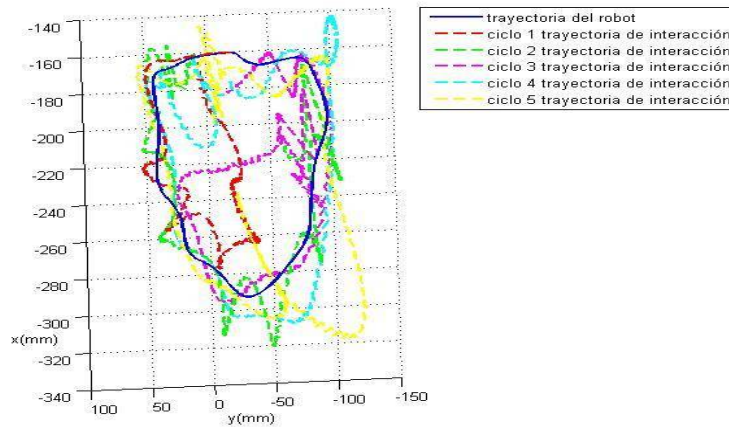 trayectoria del robot
ciclo 1 trayectoria de interacción
ciclo 2 trayectoria de interacción
ciclo 3 trayectoria de interacción
ciclo 4 trayectoria de interacción
ciclo 5 trayectoria de interacción
-140
-160
-180
-200
-220
-240
-260
-280
-300
x(mm)
-320
-340
100 50 0 -50 -100 -150
y(mm)